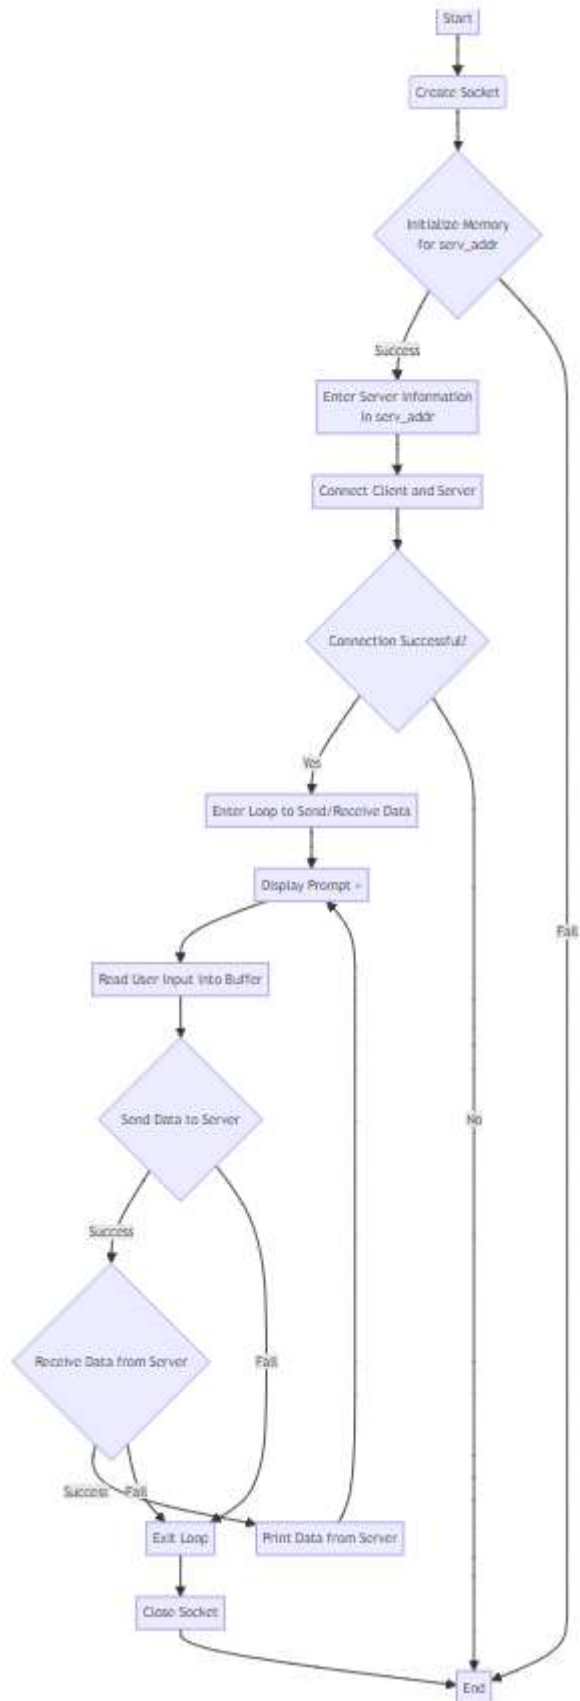 Start
Create Socket
Initialize Memory
for serv_addr
Success
Enter Server Information
in serv_addr
Connect Client and Server
Connection Successful?
Yes
Enter Loop to Send/Receive Data
Display Prompt
Fail
Read User Input into Buffer
Send Data to Server
No
Success
Receive Data from Server
Fail
Success
Fail
Exit Loop
Print Data from Server
Close Socket
End